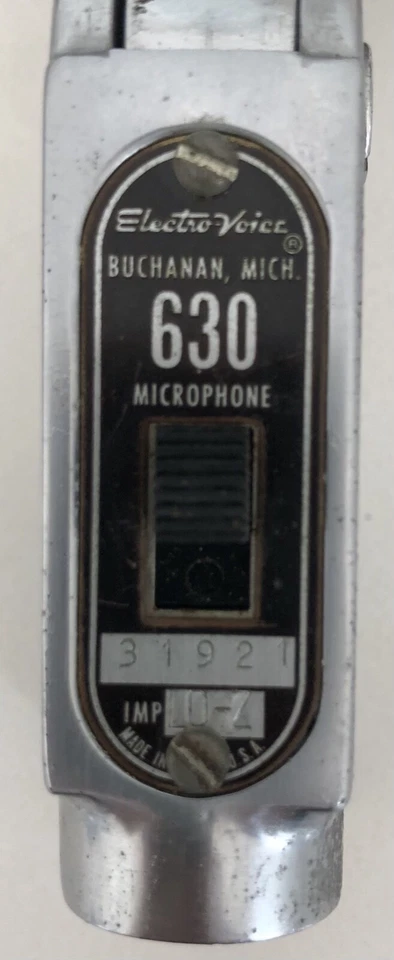 Electro-Voice
®
BUCHANAN, MICH.
630
MICROPHONE
31921
IMP LO-Z
MADE IN U.S.A.